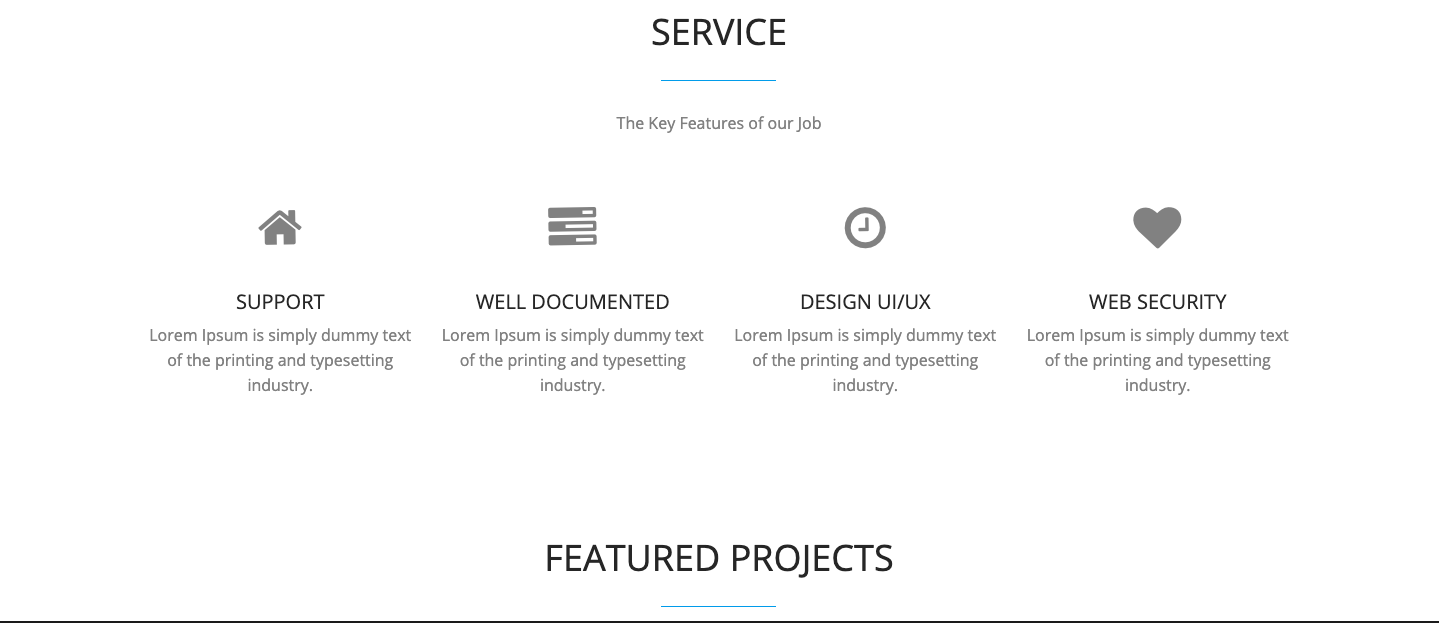 SERVICE
The Key Features of our Job
SUPPORT
Lorem Ipsum is simply dummy text
of the printing and typesetting
industry.
WELL DOCUMENTED
Lorem Ipsum is simply dummy text
of the printing and typesetting
industry.
DESIGN UI/UX
Lorem Ipsum is simply dummy text
of the printing and typesetting
industry.
WEB SECURITY
Lorem Ipsum is simply dummy text
of the printing and typesetting
industry.
FEATURED PROJECTS